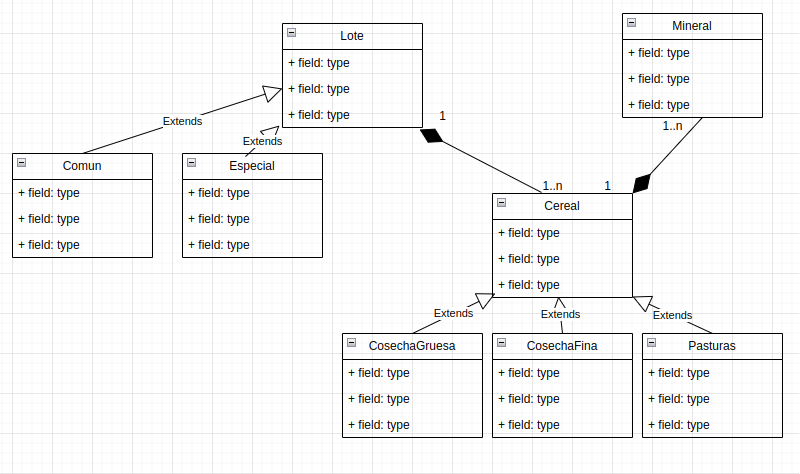 Lote
+ field: type
+ field: type
+ field: type
Mineral
+ field: type
+ field: type
+ field: type
Extends
Extends
1
1..n
Comun
+ field: type
+ field: type
+ field: type
Especial
+ field: type
+ field: type
+ field: type
1..n
1
Cereal
+ field: type
+ field: type
+ field: type
Extends
Extends
Extends
CosechaGruesa
+ field: type
+ field: type
+ field: type
CosechaFina
+ field: type
+ field: type
+ field: type
Pasturas
+ field: type
+ field: type
+ field: type